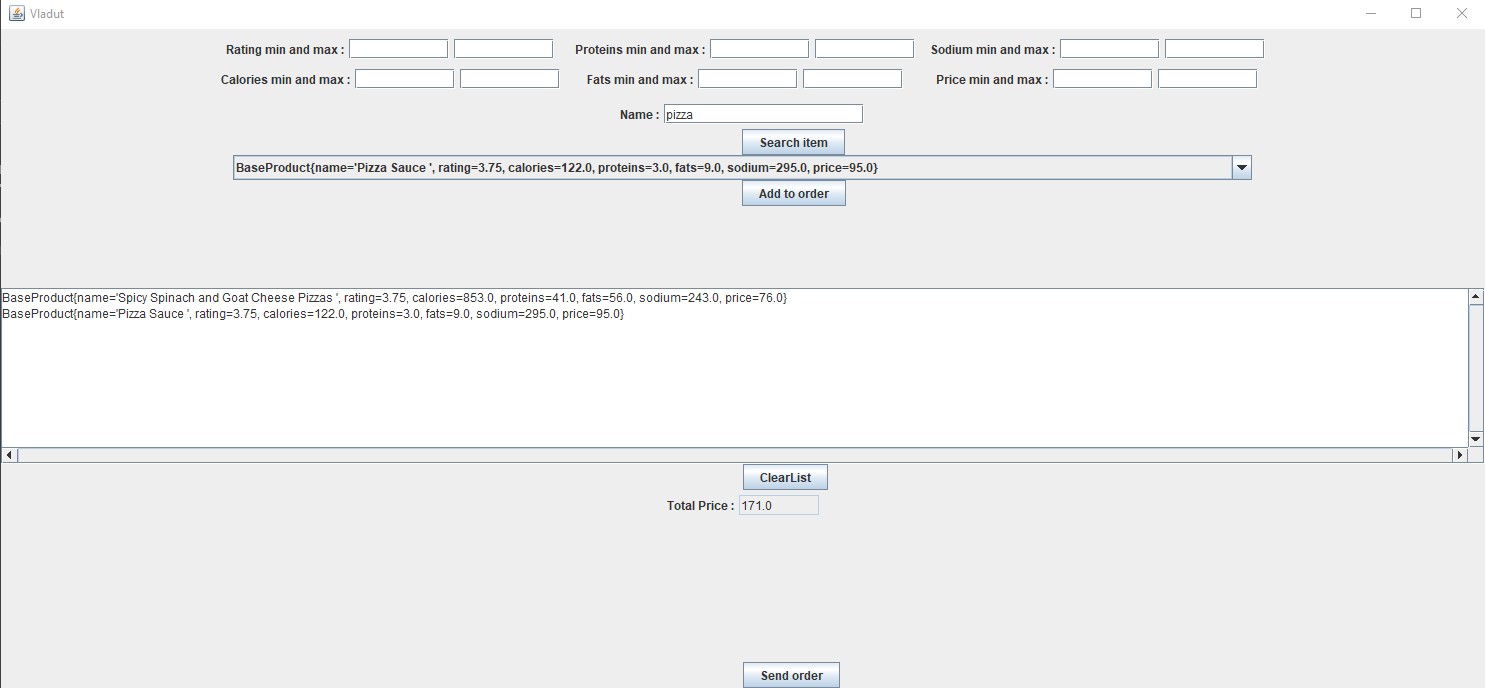 Vladut
Rating min and max : Proteins min and max : Sodium min and max :
Calories min and max : Fats min and max : Price min and max :
Name : pizza
Search item
BaseProduct{name='Pizza Sauce ', rating=3.75, calories=122.0, proteins=3.0, fats=9.0, sodium=295.0, price=95.0}
Add to order
BaseProduct{name='Spicy Spinach and Goat Cheese Pizzas ', rating=3.75, calories=853.0, proteins=41.0, fats=56.0, sodium=243.0, price=76.0}
BaseProduct{name='Pizza Sauce ', rating=3.75, calories=122.0, proteins=3.0, fats=9.0, sodium=295.0, price=95.0}
ClearList
Total Price : 171.0
Send order